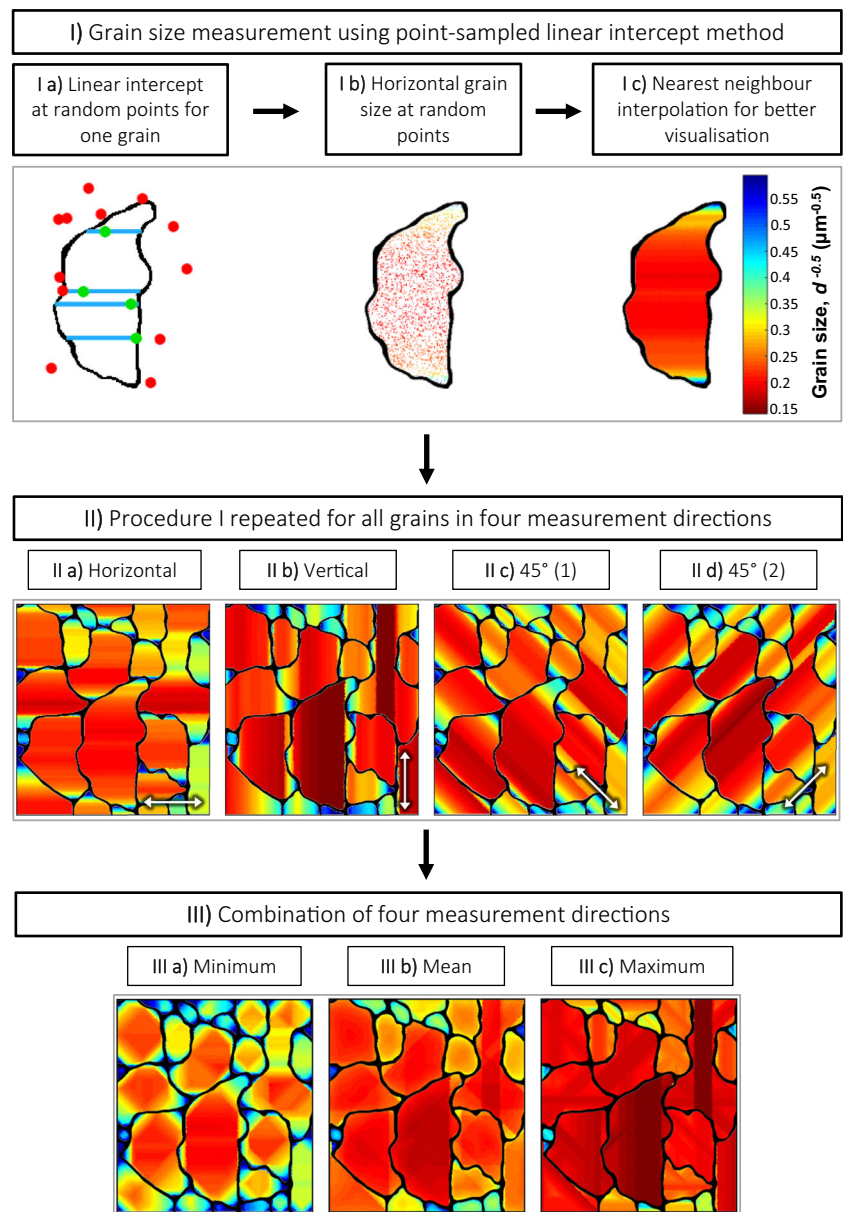 I) Grain size measurement using point-sampled linear intercept method
I a) Linear intercept
at random points for
one grain
I b) Horizontal grain
size at random
points
I c) Nearest neighbour
interpolation for better
visualisation
0.55
0.5
0.45
0.4
0.35
0.3
0.25
0.2
0.15
Grain size, d⁻⁰·⁵ (µm⁻⁰·⁵)
II) Procedure I repeated for all grains in four measurement directions
II a) Horizontal
II b) Vertical
II c) 45° (1)
II d) 45° (2)
III) Combination of four measurement directions
III a) Minimum
III b) Mean
III c) Maximum